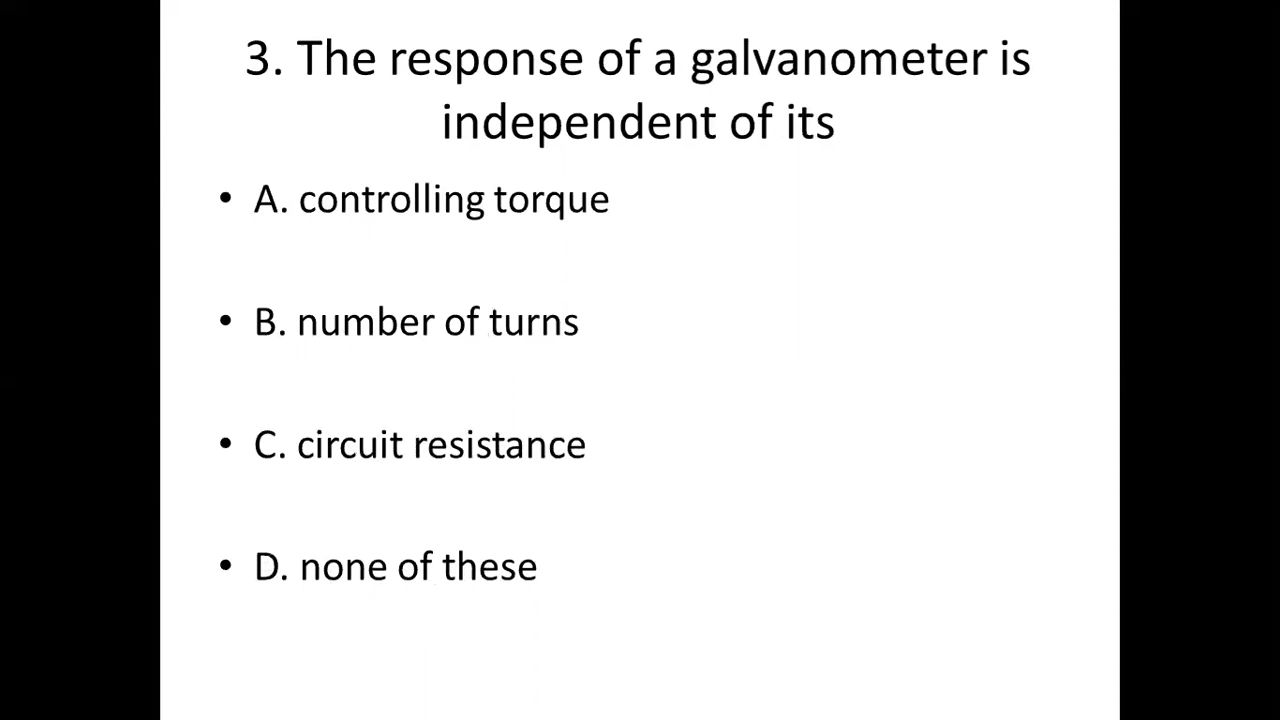 3. The response of a galvanometer is
independent of its
• A. controlling torque
• B. number of turns
• C. circuit resistance
• D. none of these